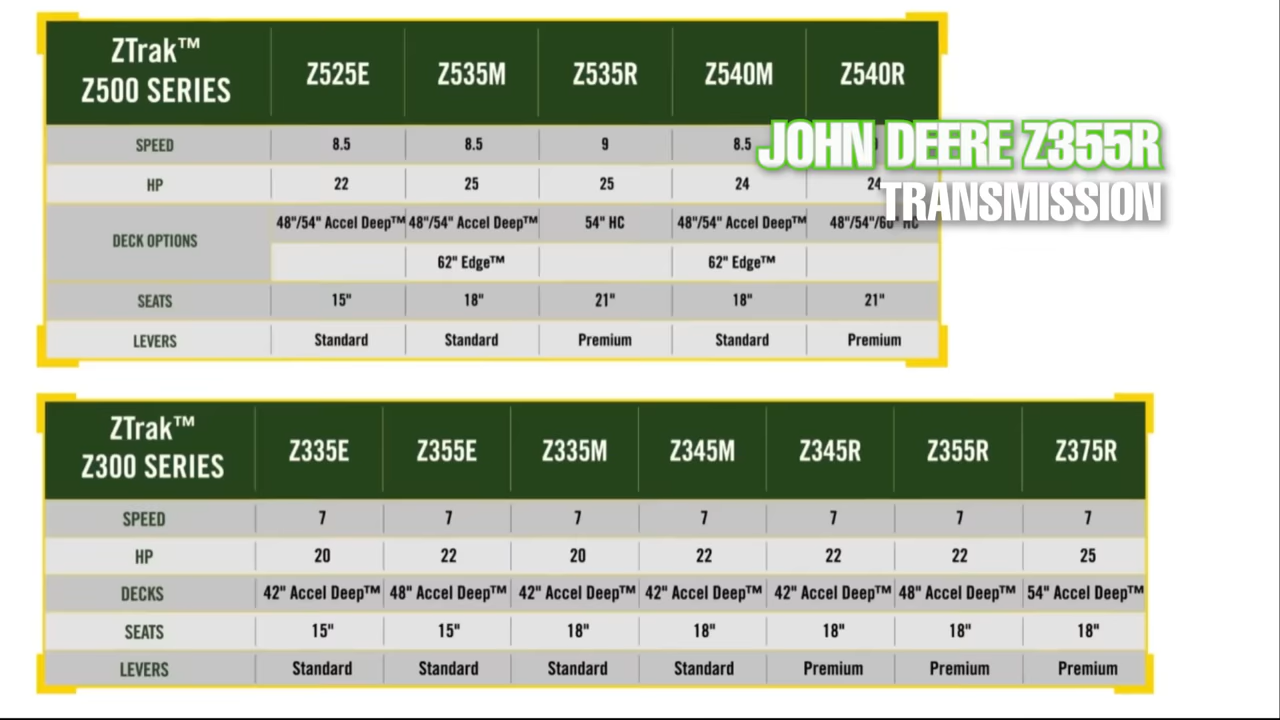 ZTrak™
Z500 SERIES Z525E Z535M Z535R Z540M Z540R
JOHN DEERE Z355R
TRANSMISSION
SPEED 8.5 8.5 9 8.5
HP 22 25 25 24 24
DECK OPTIONS 48"/54" Accel Deep™ 48"/54" Accel Deep™ 54" HC 48"/54" Accel Deep™ 48"/54"/60" HC
62" Edge™ 62" Edge™
SEATS 15" 18" 21" 18" 21"
LEVERS Standard Standard Premium Standard Premium
ZTrak™
Z300 SERIES Z335E Z355E Z335M Z345M Z345R Z355R Z375R
SPEED 7 7 7 7 7 7 7
HP 20 22 20 22 22 22 25
DECKS 42" Accel Deep™ 48" Accel Deep™ 42" Accel Deep™ 42" Accel Deep™ 42" Accel Deep™ 48" Accel Deep™ 54" Accel Deep™
SEATS 15" 15" 18" 18" 18" 18" 18"
LEVERS Standard Standard Standard Standard Premium Premium Premium